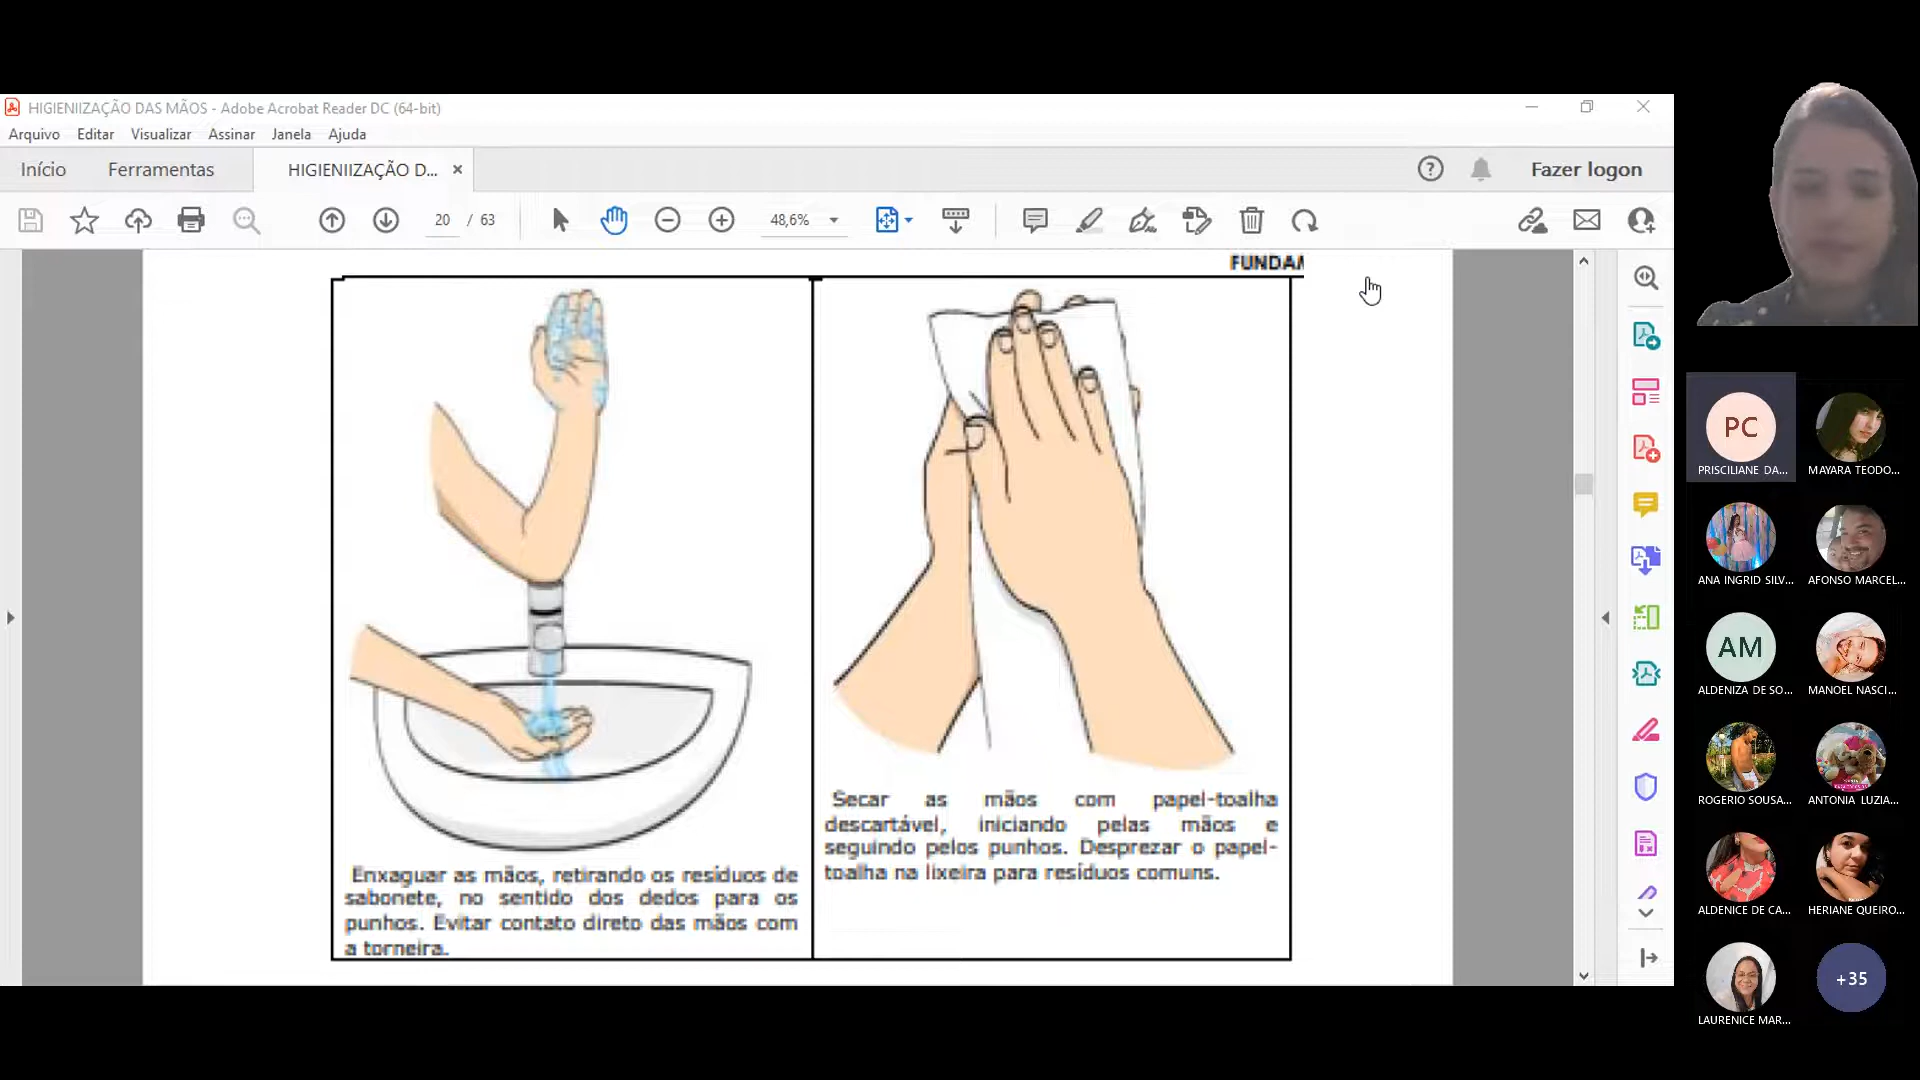 HIGIENIIZAÇÃO DAS MÃOS - Adobe Acrobat Reader DC (64-bit)
Arquivo Editar Visualizar Assinar Janela Ajuda
Início Ferramentas HIGIENIIZAÇÃO D... Fazer logon
20 / 63 48,6%
FUNDA
Enxaguar as mãos, retirando os resíduos de
sabonete, no sentido dos dedos para os
punhos. Evitar contato direto das mãos com
a torneira.
Secar as mãos com papel-toalha
descartável, iniciando pelas mãos e
seguindo pelos punhos. Desprezar o papel-
toalha na lixeira para resíduos comuns.
PC
PRISCILIANE DA... MAYARA TEODO...
ANA INGRID SILV... AFONSO MARCEL...
AM
ALDENIZA DE SO... MANOEL NASCI...
ROGERIO SOUSA... ANTONIA LUZIA...
ALDENICE DE CA... HERIANE QUEIRO...
+35
LAURENICE MAR...